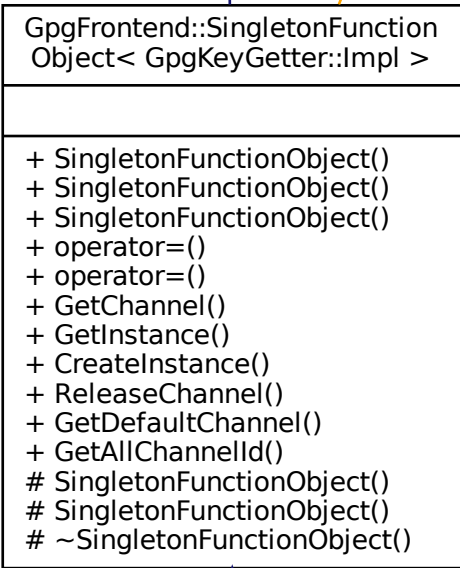 GpgFrontend::SingletonFunction
Object< GpgKeyGetter::Impl >
+ SingletonFunctionObject()
+ SingletonFunctionObject()
+ SingletonFunctionObject()
+ operator=()
+ operator=()
+ GetChannel()
+ GetInstance()
+ CreateInstance()
+ ReleaseChannel()
+ GetDefaultChannel()
+ GetAllChannelId()
# SingletonFunctionObject()
# SingletonFunctionObject()
# ~SingletonFunctionObject()